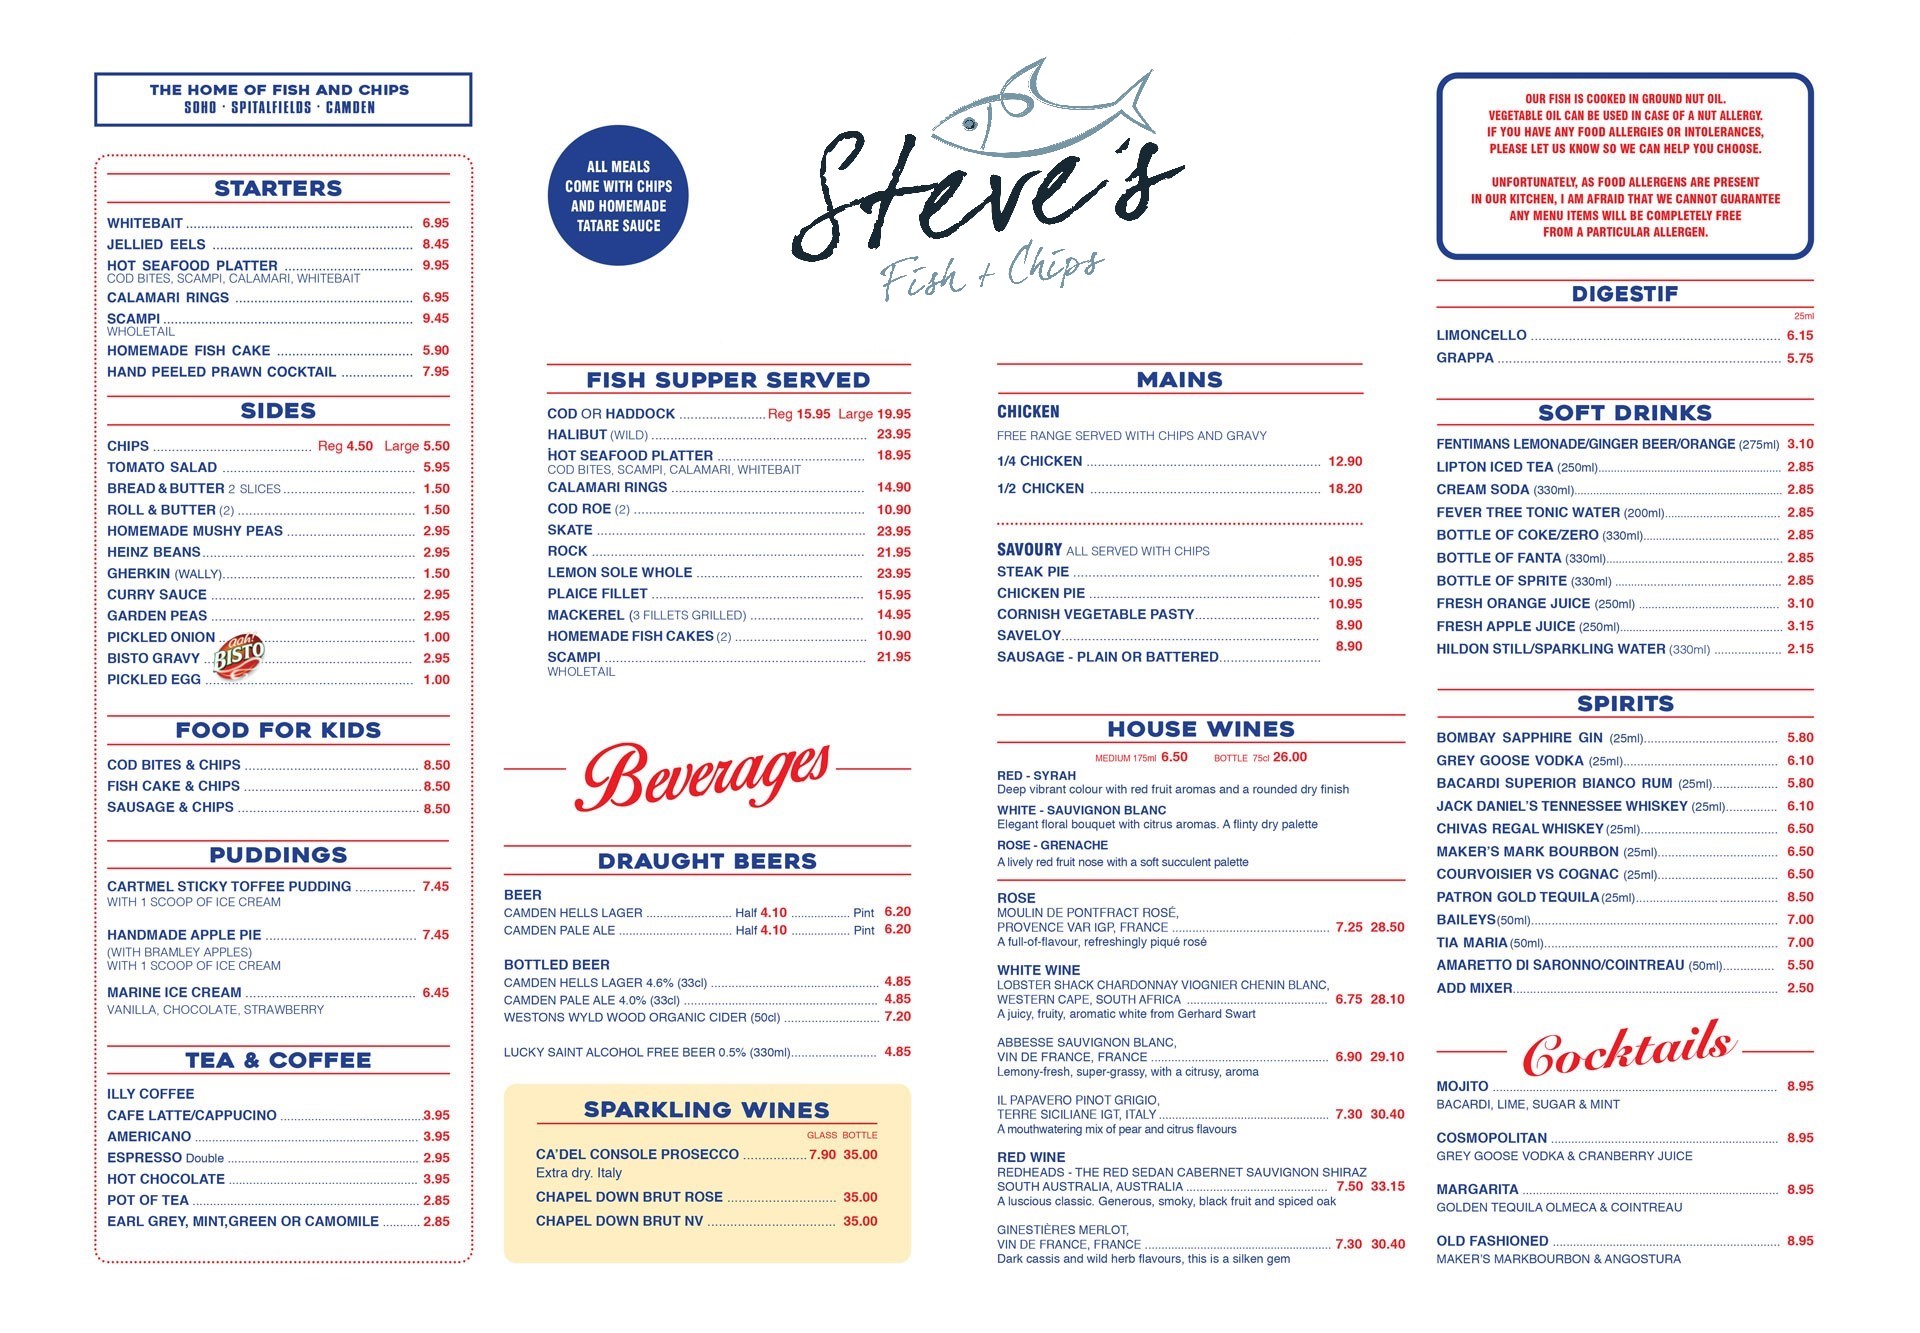 THE HOME OF FISH AND CHIPS
SOHO · SPITALFIELDS · CAMDEN
STARTERS
WHITEBAIT 6.95
JELLIED EELS 8.45
HOT SEAFOOD PLATTER 9.95
COD BITES, SCAMPI, CALAMARI, WHITEBAIT
CALAMARI RINGS 6.95
SCAMPI 9.45
WHOLETAIL
HOMEMADE FISH CAKE 5.90
HAND PEELED PRAWN COCKTAIL 7.95
SIDES
CHIPS Reg 4.50 Large 5.50
TOMATO SALAD 5.95
BREAD & BUTTER 2 SLICES 1.50
ROLL & BUTTER (2) 1.50
HOMEMADE MUSHY PEAS 2.95
HEINZ BEANS 2.95
GHERKIN (WALLY) 1.50
CURRY SAUCE 2.95
GARDEN PEAS 2.95
PICKLED ONION 1.00
BISTO GRAVY 2.95
aah! BISTO
PICKLED EGG 1.00
FOOD FOR KIDS
COD BITES & CHIPS 8.50
FISH CAKE & CHIPS 8.50
SAUSAGE & CHIPS 8.50
PUDDINGS
CARTMEL STICKY TOFFEE PUDDING 7.45
WITH 1 SCOOP OF ICE CREAM
HANDMADE APPLE PIE 7.45
(WITH BRAMLEY APPLES)
WITH 1 SCOOP OF ICE CREAM
MARINE ICE CREAM 6.45
VANILLA, CHOCOLATE, STRAWBERRY
TEA & COFFEE
ILLY COFFEE
CAFE LATTE/CAPPUCINO 3.95
AMERICANO 3.95
ESPRESSO Double 2.95
HOT CHOCOLATE 3.95
POT OF TEA 2.85
EARL GREY, MINT,GREEN OR CAMOMILE 2.85
ALL MEALS
COME WITH CHIPS
AND HOMEMADE
TATARE SAUCE
Steve's
Fish + Chips
FISH SUPPER SERVED
COD OR HADDOCK Reg 15.95 Large 19.95
HALIBUT (WILD) 23.95
HOT SEAFOOD PLATTER 18.95
COD BITES, SCAMPI, CALAMARI, WHITEBAIT
CALAMARI RINGS 14.90
COD ROE (2) 10.90
SKATE 23.95
ROCK 21.95
LEMON SOLE WHOLE 23.95
PLAICE FILLET 15.95
MACKEREL (3 FILLETS GRILLED) 14.95
HOMEMADE FISH CAKES (2) 10.90
SCAMPI 21.95
WHOLETAIL
Beverages
DRAUGHT BEERS
BEER
CAMDEN HELLS LAGER Half 4.10 Pint 6.20
CAMDEN PALE ALE Half 4.10 Pint 6.20
BOTTLED BEER
CAMDEN HELLS LAGER 4.6% (33cl) 4.85
CAMDEN PALE ALE 4.0% (33cl) 4.85
WESTONS WYLD WOOD ORGANIC CIDER (50cl) 7.20
LUCKY SAINT ALCOHOL FREE BEER 0.5% (330ml) 4.85
SPARKLING WINES
GLASS BOTTLE
CA'DEL CONSOLE PROSECCO 7.90 35.00
Extra dry. Italy
CHAPEL DOWN BRUT ROSE 35.00
CHAPEL DOWN BRUT NV 35.00
MAINS
CHICKEN
FREE RANGE SERVED WITH CHIPS AND GRAVY
1/4 CHICKEN 12.90
1/2 CHICKEN 18.20
SAVOURY ALL SERVED WITH CHIPS
STEAK PIE 10.95
CHICKEN PIE 10.95
CORNISH VEGETABLE PASTY 10.95
SAVELOY 8.90
SAUSAGE - PLAIN OR BATTERED 8.90
HOUSE WINES
MEDIUM 175ml 6.50 BOTTLE 75cl 26.00
RED - SYRAH
Deep vibrant colour with red fruit aromas and a rounded dry finish
WHITE - SAUVIGNON BLANC
Elegant floral bouquet with citrus aromas. A flinty dry palette
ROSE - GRENACHE
A lively red fruit nose with a soft succulent palette
ROSE
MOULIN DE PONTFRACT ROSÉ,
PROVENCE VAR IGP, FRANCE 7.25 28.50
A full-of-flavour, refreshingly piqué rosé
WHITE WINE
LOBSTER SHACK CHARDONNAY VIOGNIER CHENIN BLANC,
WESTERN CAPE, SOUTH AFRICA 6.75 28.10
A juicy, fruity, aromatic white from Gerhard Swart
ABBESSE SAUVIGNON BLANC,
VIN DE FRANCE, FRANCE 6.90 29.10
Lemony-fresh, super-grassy, with a citrusy, aroma
IL PAPAVERO PINOT GRIGIO,
TERRE SICILIANE IGT, ITALY 7.30 30.40
A mouthwatering mix of pear and citrus flavours
RED WINE
REDHEADS - THE RED SEDAN CABERNET SAUVIGNON SHIRAZ
SOUTH AUSTRALIA, AUSTRALIA 7.50 33.15
A luscious classic. Generous, smoky, black fruit and spiced oak
GINESTIÈRES MERLOT,
VIN DE FRANCE, FRANCE 7.30 30.40
Dark cassis and wild herb flavours, this is a silken gem
OUR FISH IS COOKED IN GROUND NUT OIL.
VEGETABLE OIL CAN BE USED IN CASE OF A NUT ALLERGY.
IF YOU HAVE ANY FOOD ALLERGIES OR INTOLERANCES,
PLEASE LET US KNOW SO WE CAN HELP YOU CHOOSE.
UNFORTUNATELY, AS FOOD ALLERGENS ARE PRESENT
IN OUR KITCHEN, I AM AFRAID THAT WE CANNOT GUARANTEE
ANY MENU ITEMS WILL BE COMPLETELY FREE
FROM A PARTICULAR ALLERGEN.
DIGESTIF
25ml
LIMONCELLO 6.15
GRAPPA 5.75
SOFT DRINKS
FENTIMANS LEMONADE/GINGER BEER/ORANGE (275ml) 3.10
LIPTON ICED TEA (250ml) 2.85
CREAM SODA (330ml) 2.85
FEVER TREE TONIC WATER (200ml) 2.85
BOTTLE OF COKE/ZERO (330ml) 2.85
BOTTLE OF FANTA (330ml) 2.85
BOTTLE OF SPRITE (330ml) 2.85
FRESH ORANGE JUICE (250ml) 3.10
FRESH APPLE JUICE (250ml) 3.15
HILDON STILL/SPARKLING WATER (330ml) 2.15
SPIRITS
BOMBAY SAPPHIRE GIN (25ml) 5.80
GREY GOOSE VODKA (25ml) 6.10
BACARDI SUPERIOR BIANCO RUM (25ml) 5.80
JACK DANIEL'S TENNESSEE WHISKEY (25ml) 6.10
CHIVAS REGAL WHISKEY (25ml) 6.50
MAKER'S MARK BOURBON (25ml) 6.50
COURVOISIER VS COGNAC (25ml) 6.50
PATRON GOLD TEQUILA (25ml) 8.50
BAILEYS (50ml) 7.00
TIA MARIA (50ml) 7.00
AMARETTO DI SARONNO/COINTREAU (50ml) 5.50
ADD MIXER 2.50
Cocktails
MOJITO 8.95
BACARDI, LIME, SUGAR & MINT
COSMOPOLITAN 8.95
GREY GOOSE VODKA & CRANBERRY JUICE
MARGARITA 8.95
GOLDEN TEQUILA OLMECA & COINTREAU
OLD FASHIONED 8.95
MAKER'S MARKBOURBON & ANGOSTURA